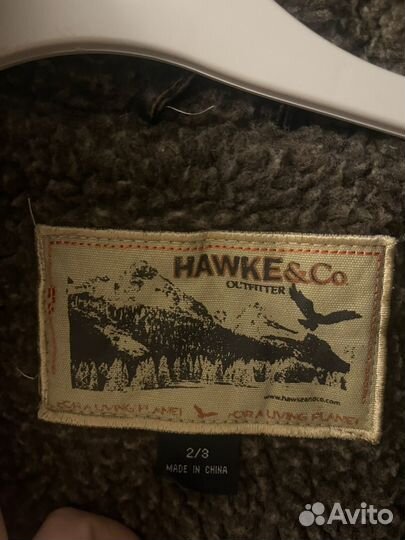 HAWKE&Co.
OUTFITTER
www.hawkeandco.com
FOR A LIVING PLANET FOR A LIVING PLANET
2/3
MADE IN CHINA
Avito